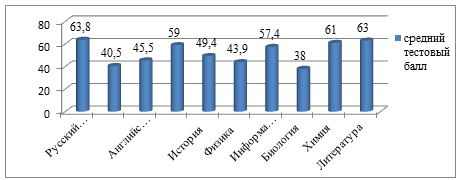 80
60
40
20
0
63,8
40,5
45,5
59
49,4
43,9
57,4
38
61
63
Русский…
Английс…
История
Физика
Информа…
Биология
Химия
Литература
средний
тестовый
балл